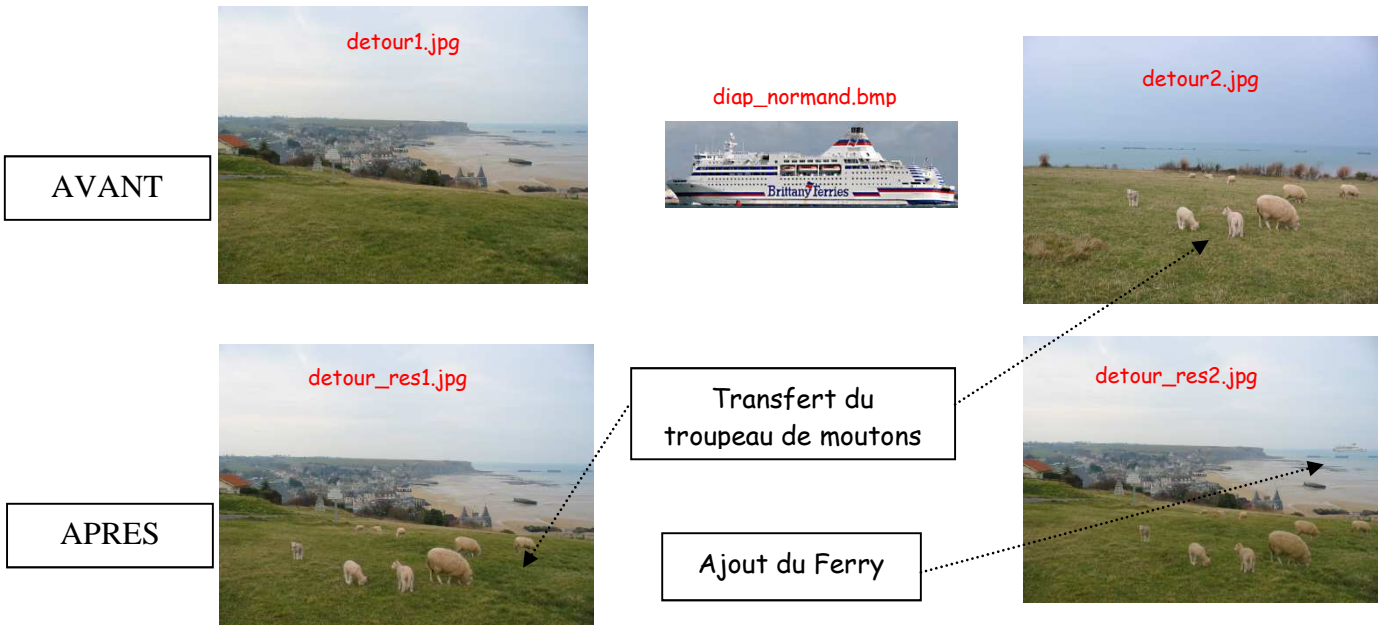 detour1.jpg
diap_normand.bmp
detour2.jpg
AVANT
Brittany Ferries
detour_res1.jpg
Transfert du
troupeau de moutons
detour_res2.jpg
APRES
Ajout du Ferry